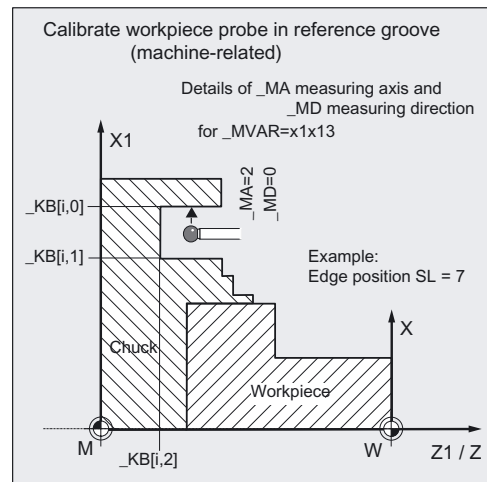 Calibrate workpiece probe in reference groove
(machine-related)
Details of _MA measuring axis and
_MD measuring direction
for _MVAR=x1x13
X1
_KB[i,0]
_MA=2
_MD=0
_KB[i,1]
Example:
Edge position SL = 7
X
Chuck
Workpiece
M
W
_KB[i,2]
Z1 / Z